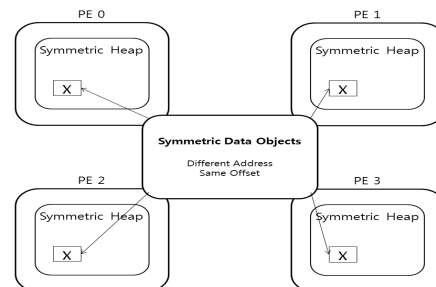 PE 0
PE 1
Symmetric Heap
Symmetric Heap
X
X
Symmetric Data Objects
Different Address
Same Offset
PE 2
PE 3
Symmetric Heap
Symmetric Heap
X
X